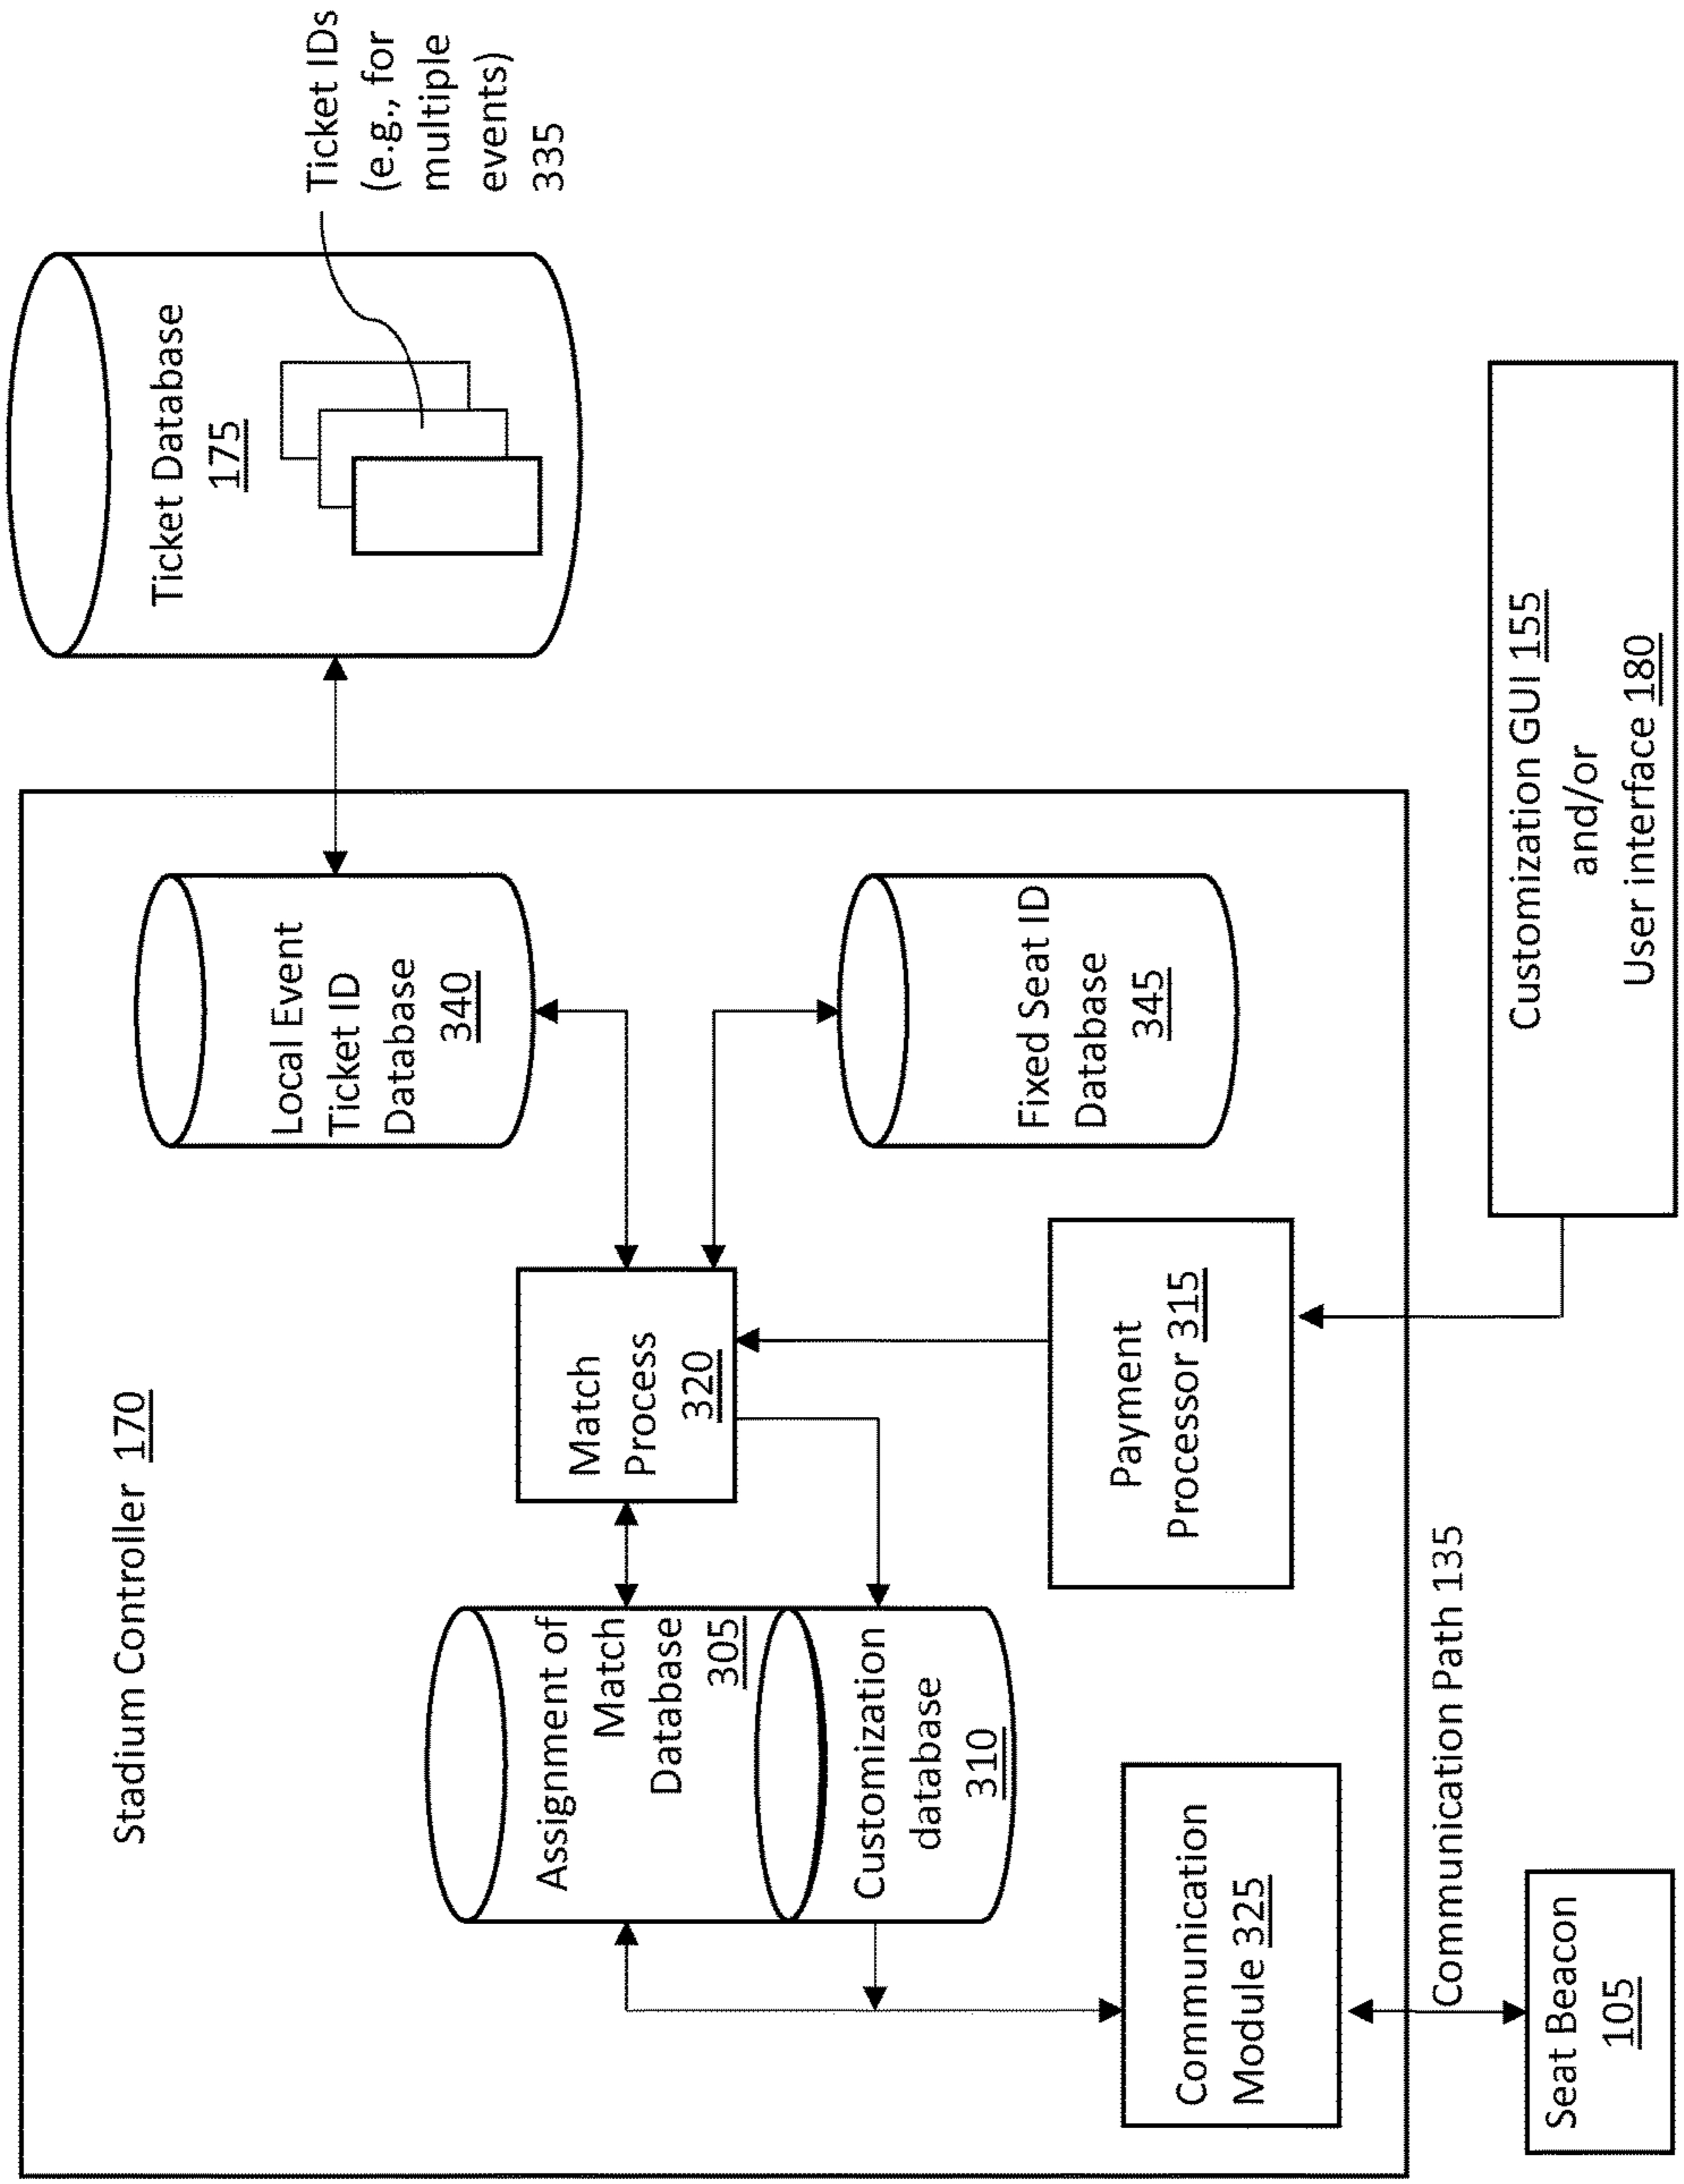 Stadium Controller 170
Assignment of
Match
Database
305
Customization
database
310
Match
Process
320
Local Event
Ticket ID
Database
340
Ticket Database
175
Ticket IDs
(e.g., for
multiple
events)
335
Fixed Seat ID
Database
345
Payment
Processor 315
Communication
Module 325
Communication Path 135
Seat Beacon
105
Customization GUI 155
and/or
User interface 180